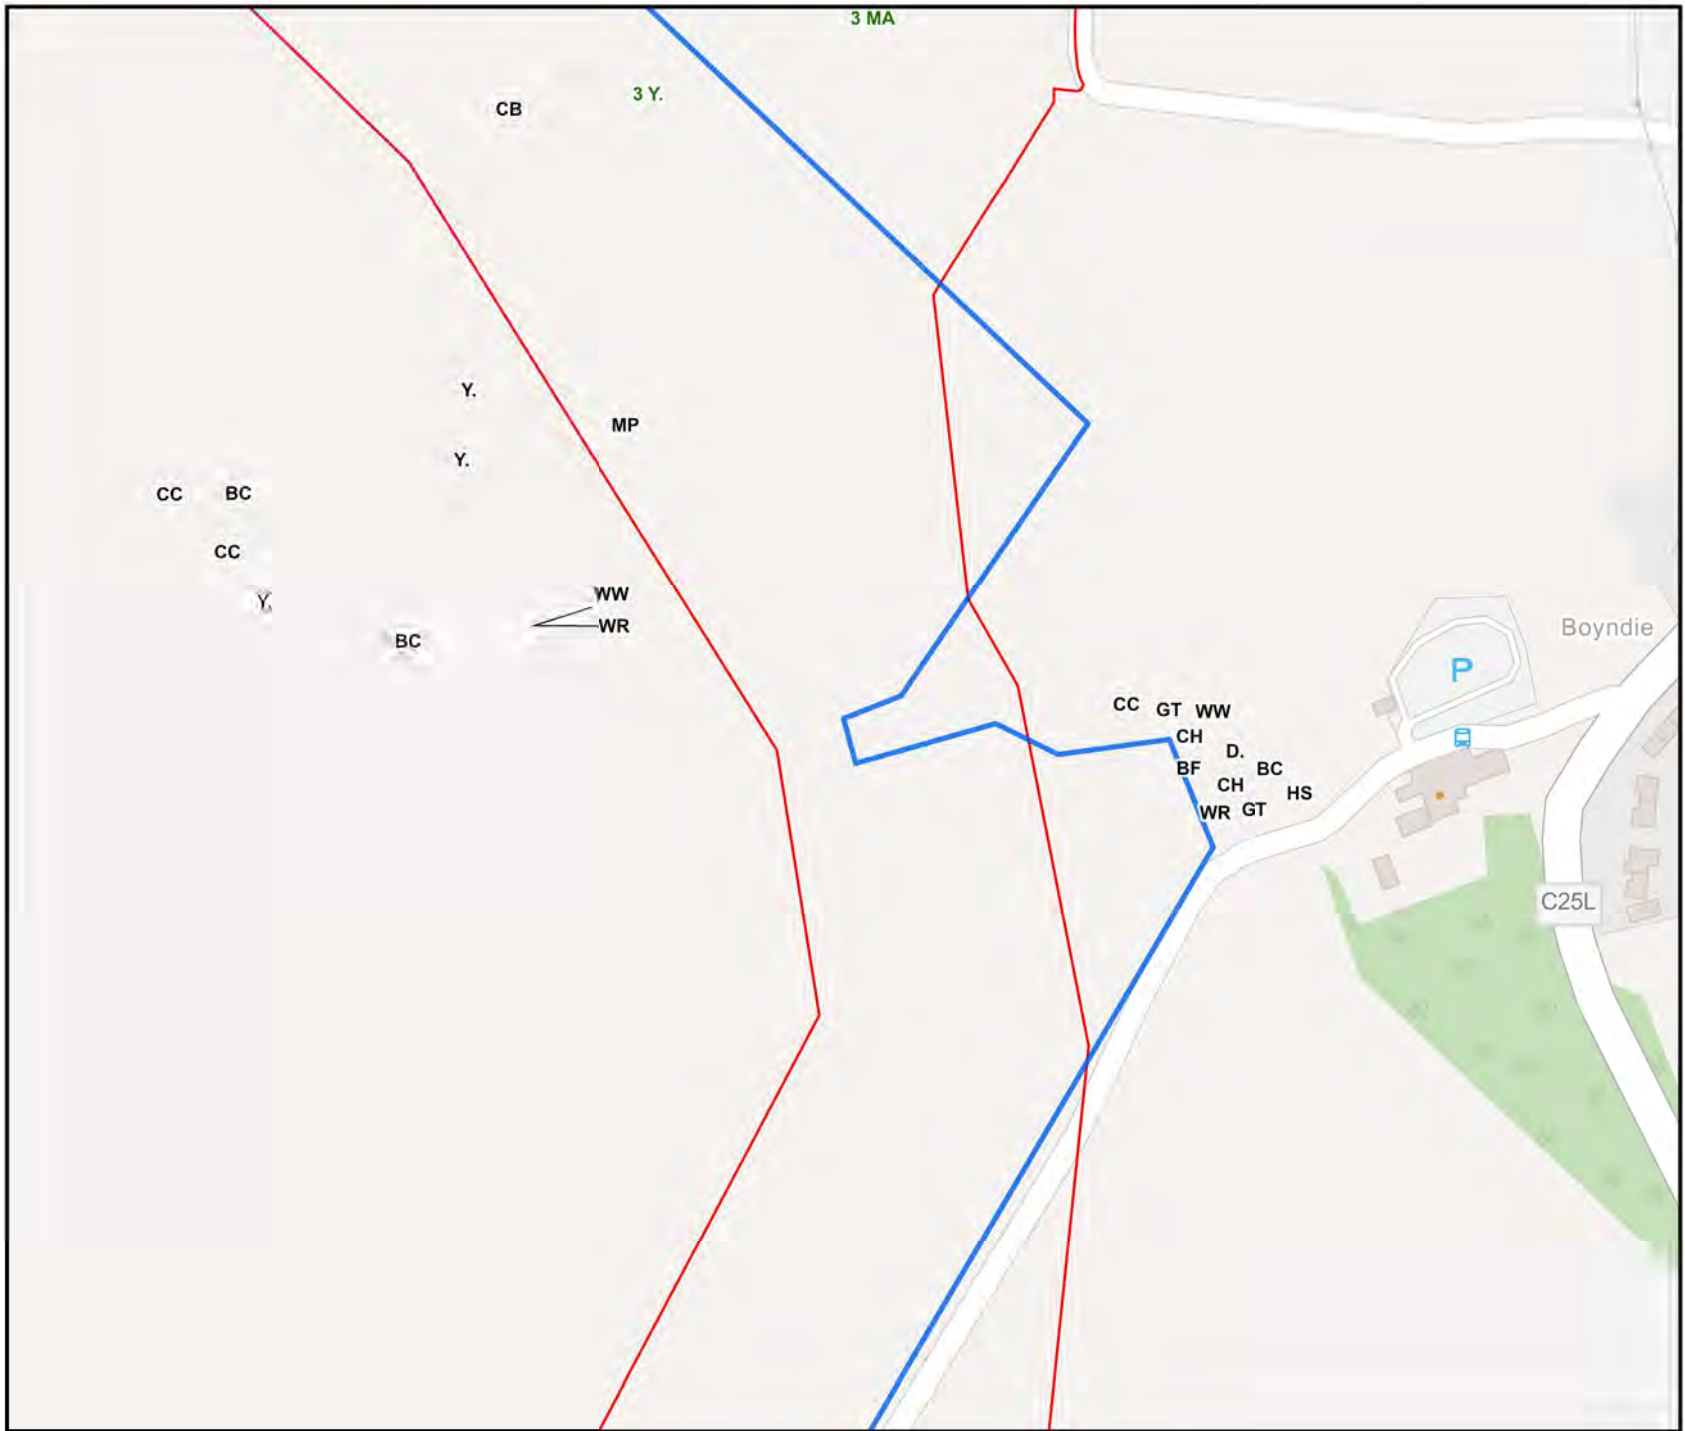 3 MA
3 Y.
CB
Y.
MP
Y.
CC BC
CC
WW
Y.
WR
BC
Boyndie
P
CC GT WW
CH
D.
BF BC
CH
HS
WR GT
C25L